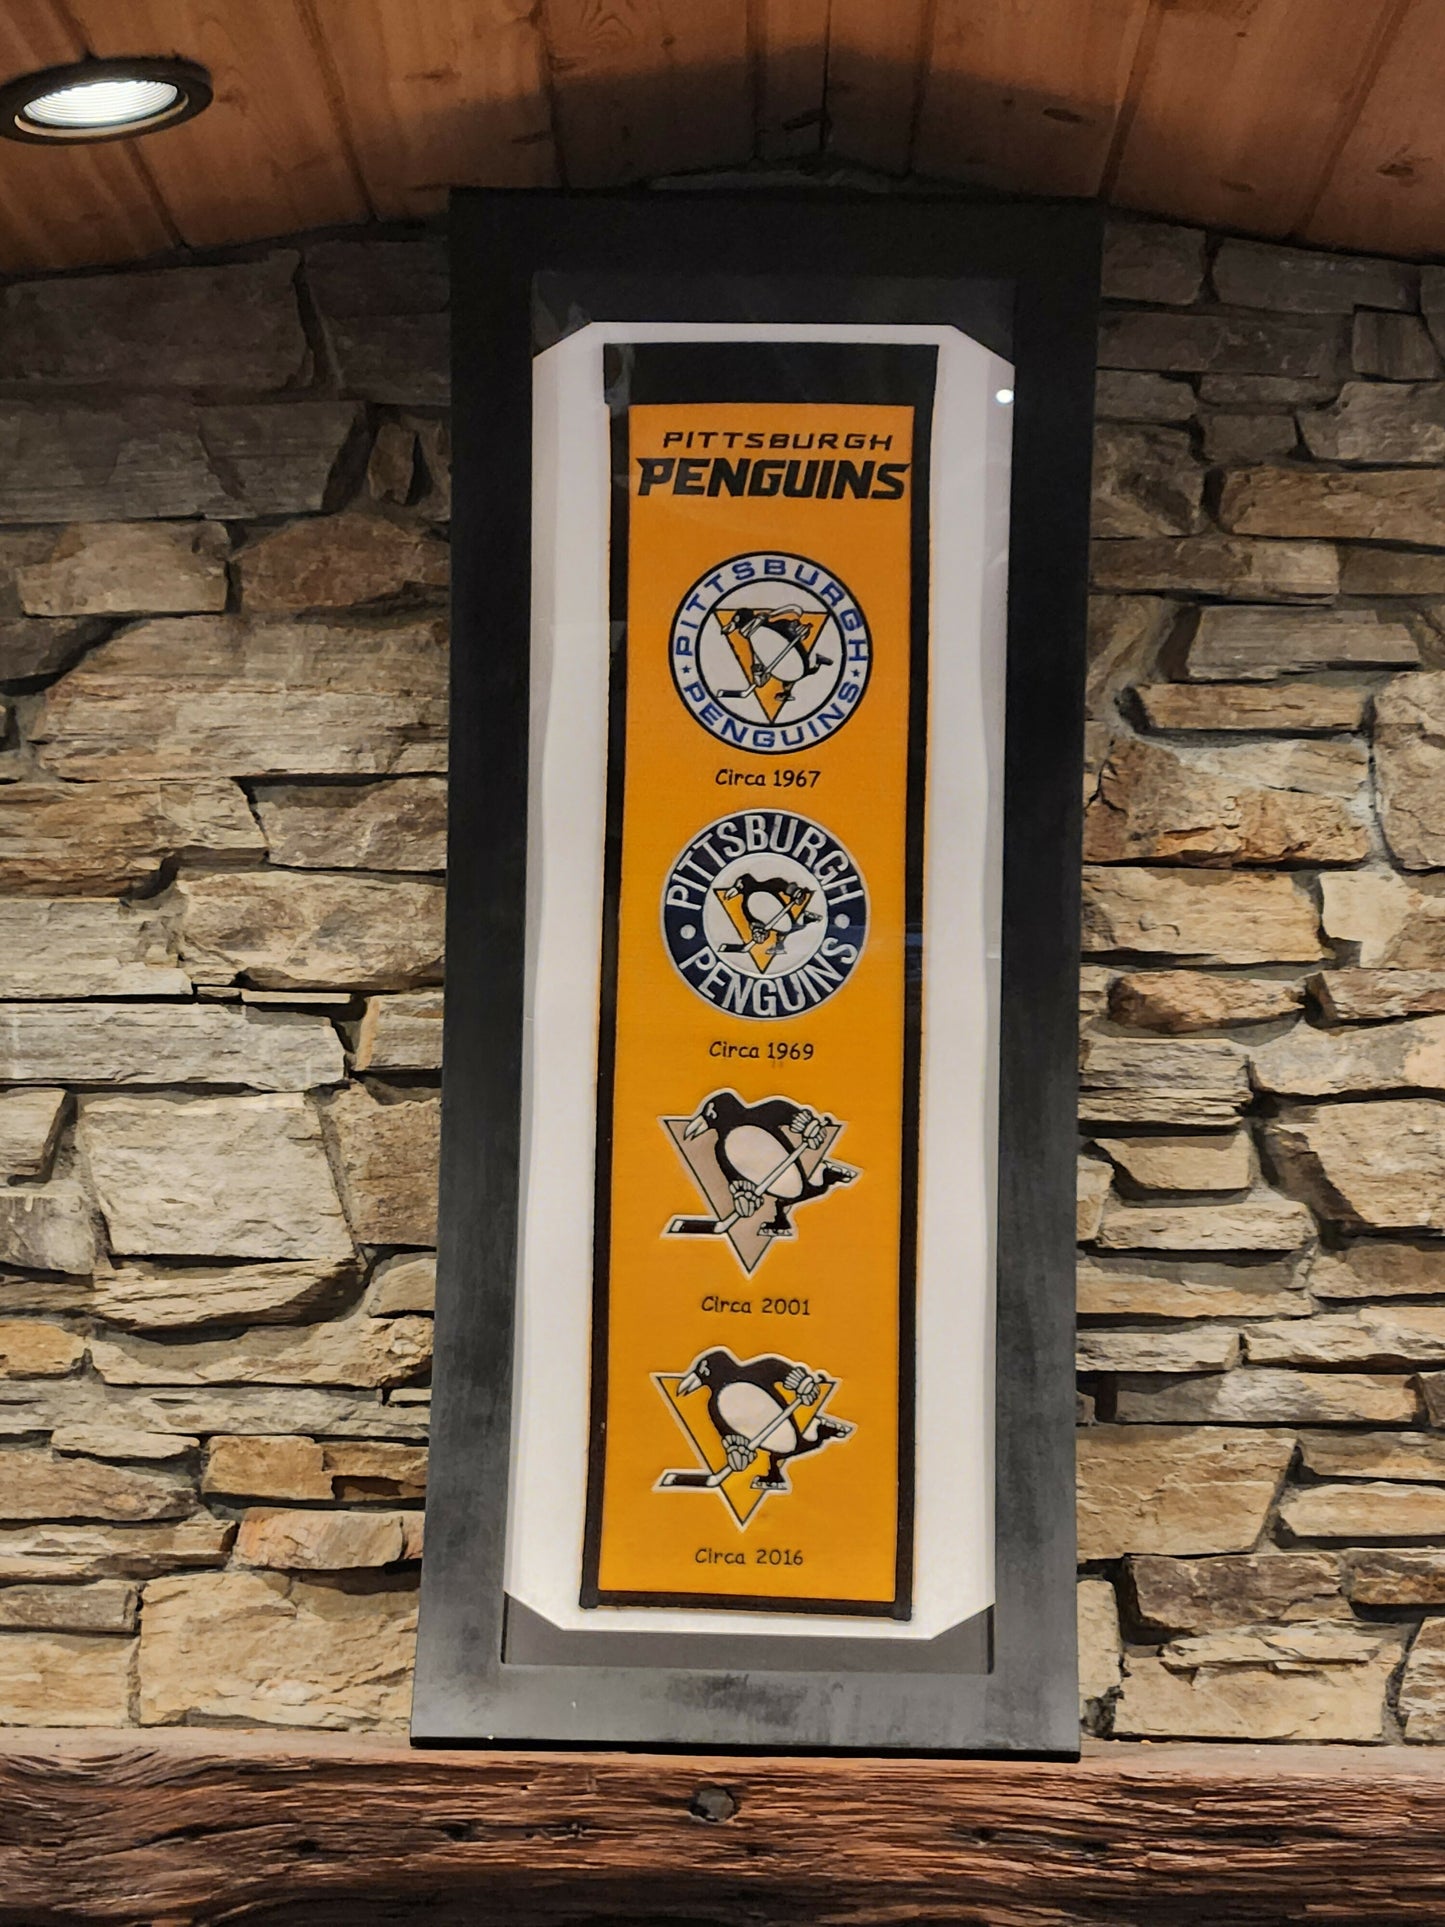 PITTSBURGH
PENGUINS
PITTSBURGH
PENGUINS
Circa 1967
PITTSBURGH
PENGUINS
Circa 1969
Circa 2001
Circa 2016